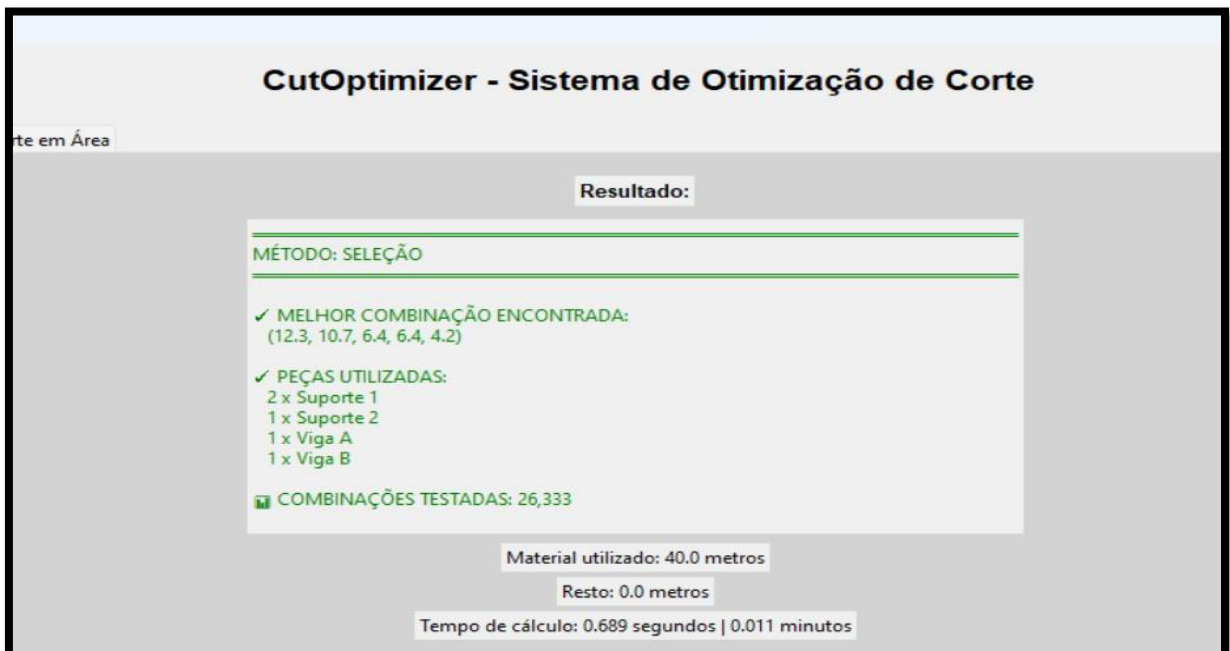 CutOptimizer - Sistema de Otimização de Corte
rte em Área
Resultado:
MÉTODO: SELEÇÃO
✓ MELHOR COMBINAÇÃO ENCONTRADA:
(12.3, 10.7, 6.4, 6.4, 4.2)
✓ PEÇAS UTILIZADAS:
2 x Suporte 1
1 x Suporte 2
1 x Viga A
1 x Viga B
COMBINAÇÕES TESTADAS: 26,333
Material utilizado: 40.0 metros
Resto: 0.0 metros
Tempo de cálculo: 0.689 segundos | 0.011 minutos